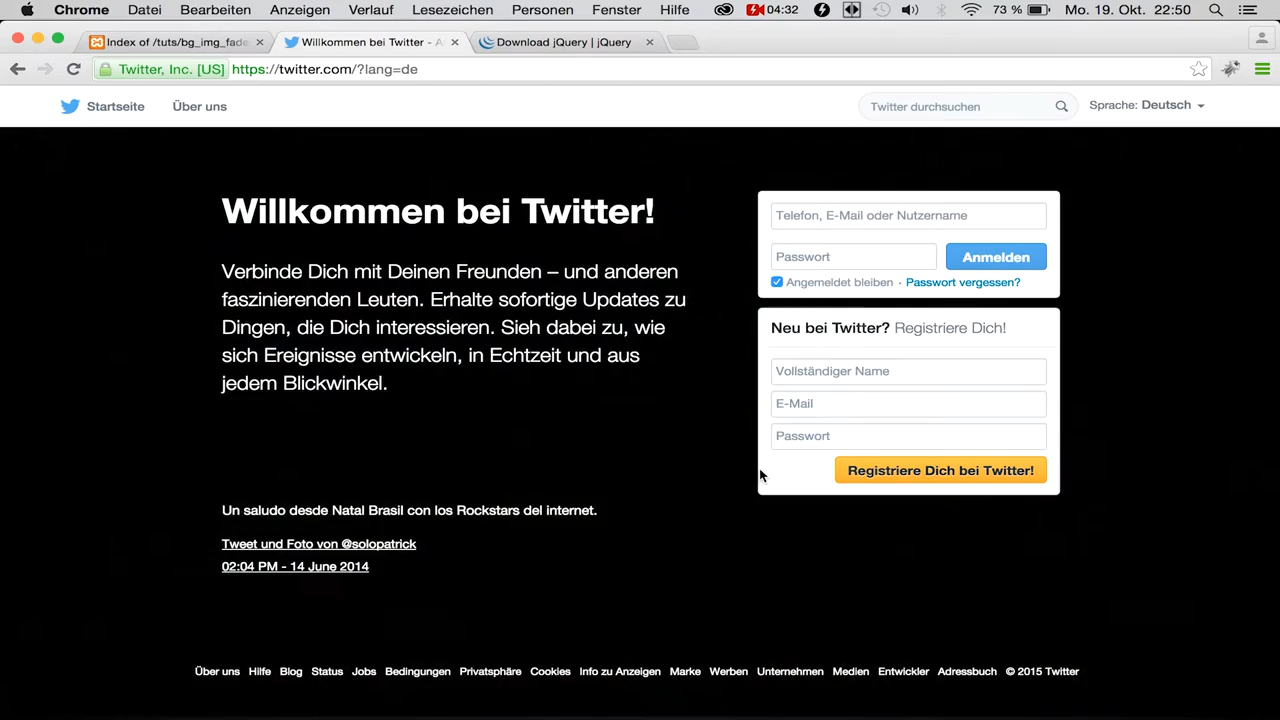 Chrome Datei Bearbeiten Anzeigen Verlauf Lesezeichen Personen Fenster Hilfe 04:32 73 % Mo. 19. Okt. 22:50
Index of /tuts/bg_img_fade Willkommen bei Twitter - A Download jQuery | jQuery
Twitter, Inc. [US] https://twitter.com/?lang=de
Startseite Über uns Twitter durchsuchen Sprache: Deutsch
Willkommen bei Twitter!
Verbinde Dich mit Deinen Freunden – und anderen
faszinierenden Leuten. Erhalte sofortige Updates zu
Dingen, die Dich interessieren. Sieh dabei zu, wie
sich Ereignisse entwickeln, in Echtzeit und aus
jedem Blickwinkel.
Un saludo desde Natal Brasil con los Rockstars del internet.
Tweet und Foto von @solopatrick
02:04 PM - 14 June 2014
Telefon, E-Mail oder Nutzername
Passwort Anmelden
Angemeldet bleiben · Passwort vergessen?
Neu bei Twitter? Registriere Dich!
Vollständiger Name
E-Mail
Passwort
Registriere Dich bei Twitter!
Über uns Hilfe Blog Status Jobs Bedingungen Privatsphäre Cookies Info zu Anzeigen Marke Werben Unternehmen Medien Entwickler Adressbuch © 2015 Twitter